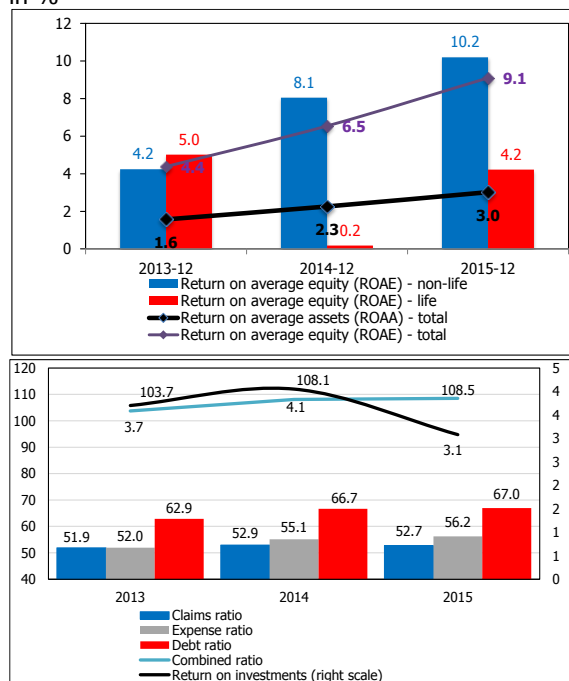 12
10
8
6
4
2
0
10.2
8.1
9.1
6.5
5.0
4.2
4.4
4.2
3.0
2.3
0.2
1.6
2013-12 2014-12 2015-12
Return on average equity (ROAE) - non-life
Return on average equity (ROAE) - life
Return on average assets (ROAA) - total
Return on average equity (ROAE) - total
120
110
100
90
80
70
60
50
40
5
4
4
3
3
2
2
1
1
0
103.7 108.1 108.5
3.7 4.1 3.1
51.9 52.0 62.9 52.9 55.1 66.7 52.7 56.2 67.0
2013 2014 2015
Claims ratio
Expense ratio
Debt ratio
Combined ratio
Return on investments (right scale)